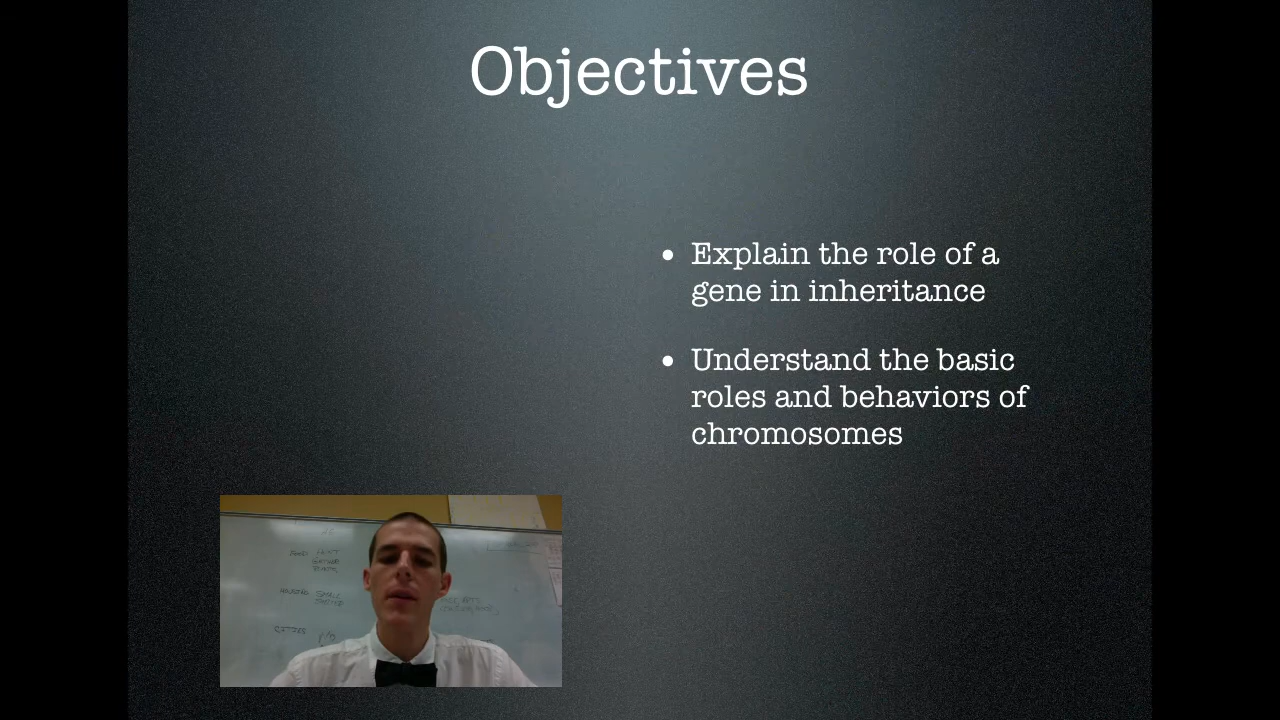 Objectives
• Explain the role of a
gene in inheritance
• Understand the basic
roles and behaviors of
chromosomes